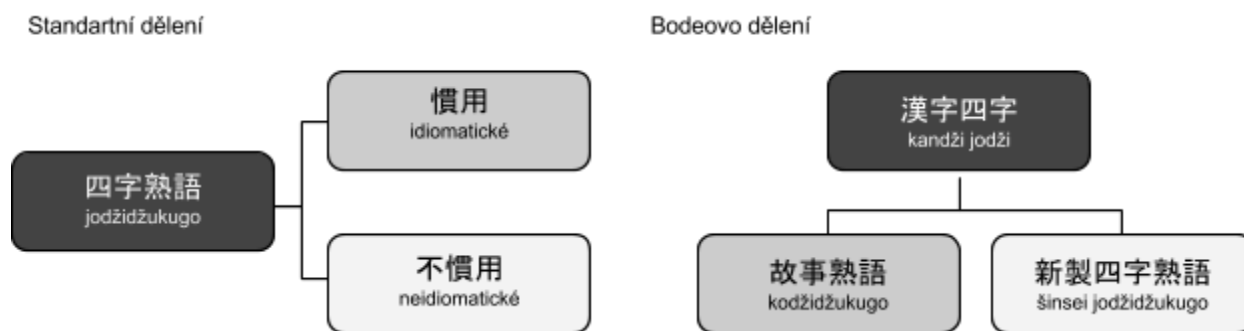 Standartní dělení
慣用
idiomatické
四字熟語
jodžidžukugo
不慣用
neidiomatické
Bodeovo dělení
漢字四字
kandži jodži
故事熟語
kodžidžukugo
新製四字熟語
šinsei jodžidžukugo